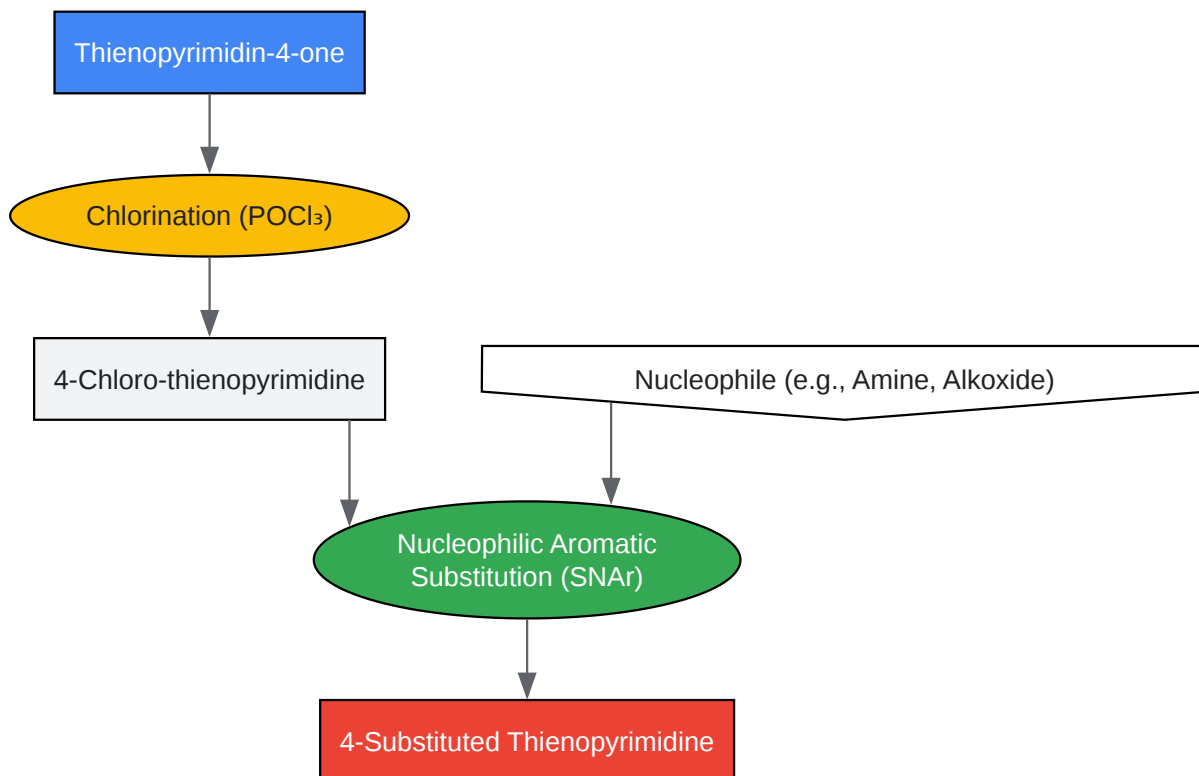 Thienopyrimidin-4-one
Chlorination (POCl₃)
4-Chloro-thienopyrimidine
Nucleophile (e.g., Amine, Alkoxide)
Nucleophilic Aromatic
Substitution (SNAr)
4-Substituted Thienopyrimidine